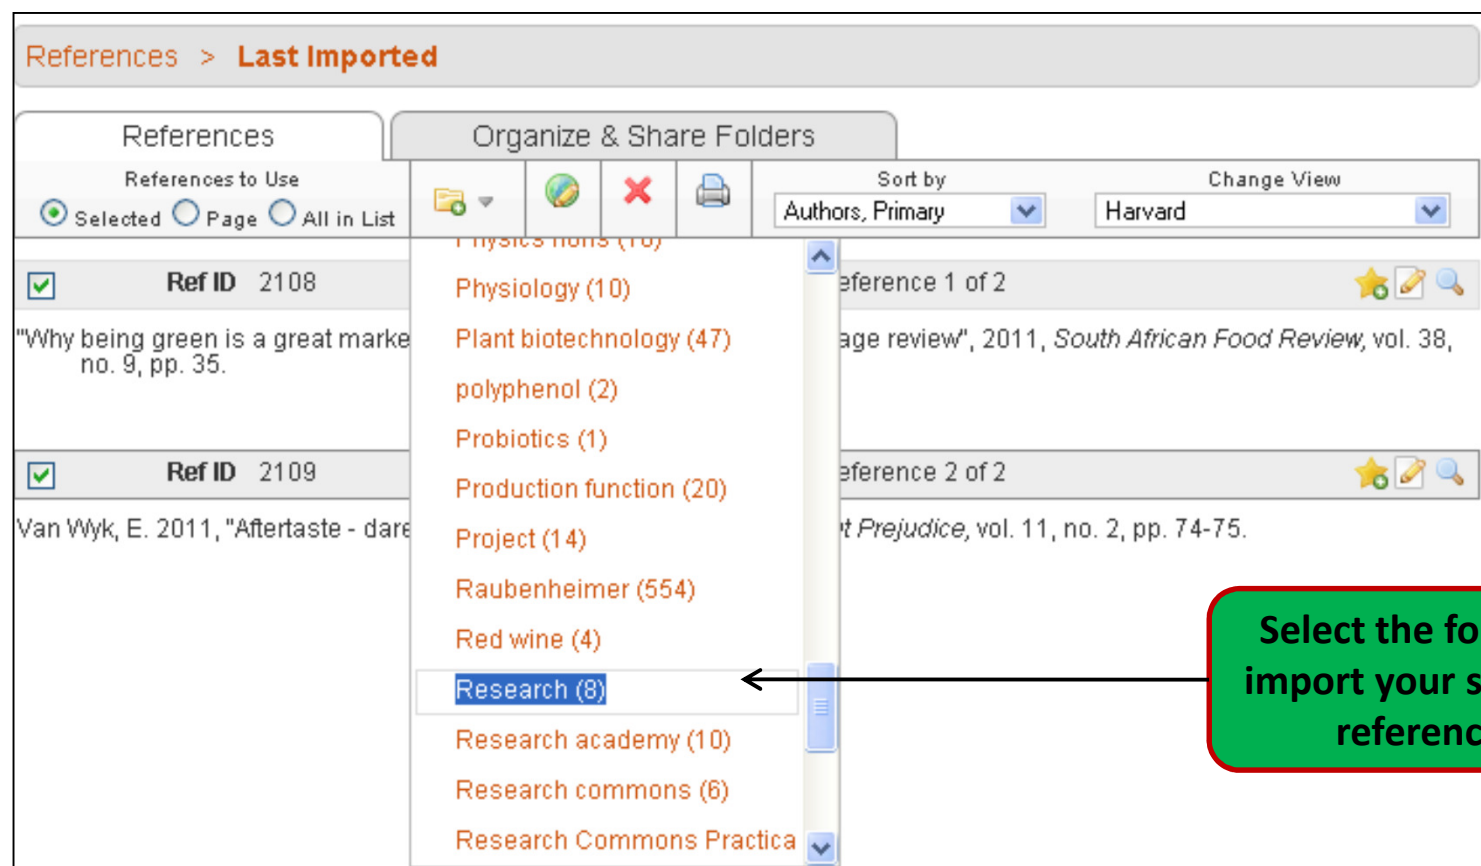 References > Last Imported
References
Organize & Share Folders
References to Use
Selected Page All in List
Sort by
Authors, Primary
Change View
Harvard
Physiology (10)
Plant biotechnology (47)
polyphenol (2)
Probiotics (1)
Production function (20)
Project (14)
Raubenheimer (554)
Red wine (4)
Research (8)
Research academy (10)
Research commons (6)
Research Commons Practica
Ref ID 2108
eference 1 of 2
"Why being green is a great marke
age review", 2011, South African Food Review, vol. 38,
no. 9, pp. 35.
Ref ID 2109
eference 2 of 2
Van Wyk, E. 2011, "Aftertaste - dare
t Prejudice, vol. 11, no. 2, pp. 74-75.
Select the fo
import your s
referenc